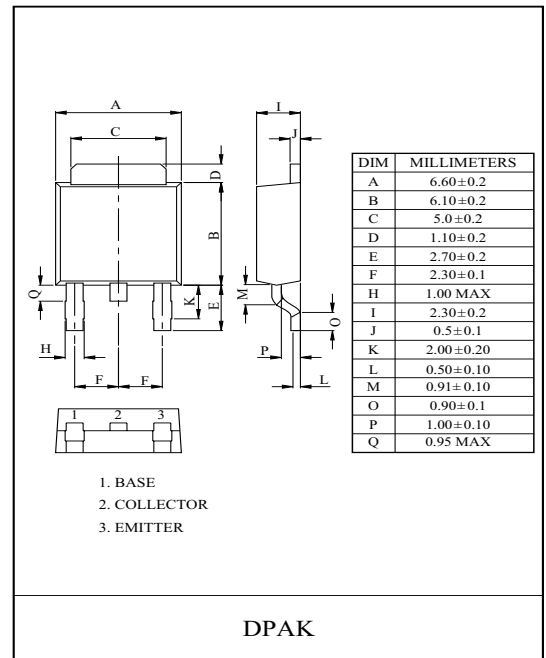 A
C
D
B
Q
K
E
H
F F
I
J
M
O
P
L
1 2 3
1. BASE
2. COLLECTOR
3. EMITTER
DIM MILLIMETERS
A 6.60±0.2
B 6.10±0.2
C 5.0±0.2
D 1.10±0.2
E 2.70±0.2
F 2.30±0.1
H 1.00 MAX
I 2.30±0.2
J 0.5±0.1
K 2.00±0.20
L 0.50±0.10
M 0.91±0.10
O 0.90±0.1
P 1.00±0.10
Q 0.95 MAX
DPAK